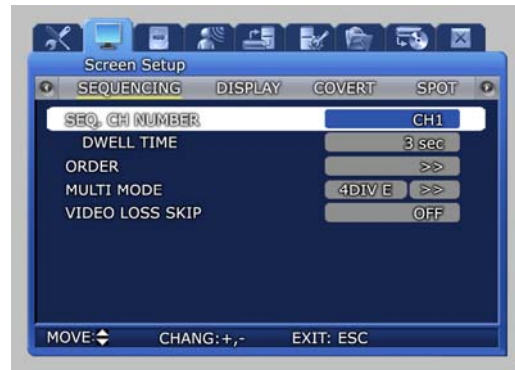 Screen Setup
SEQUENCING DISPLAY COVERT SPOT
SEQ. CH NUMBER CH1
DWELL TIME 3 sec
ORDER >>
MULTI MODE 4DIV E >>
VIDEO LOSS SKIP OFF
MOVE: CHANG:+,- EXIT: ESC